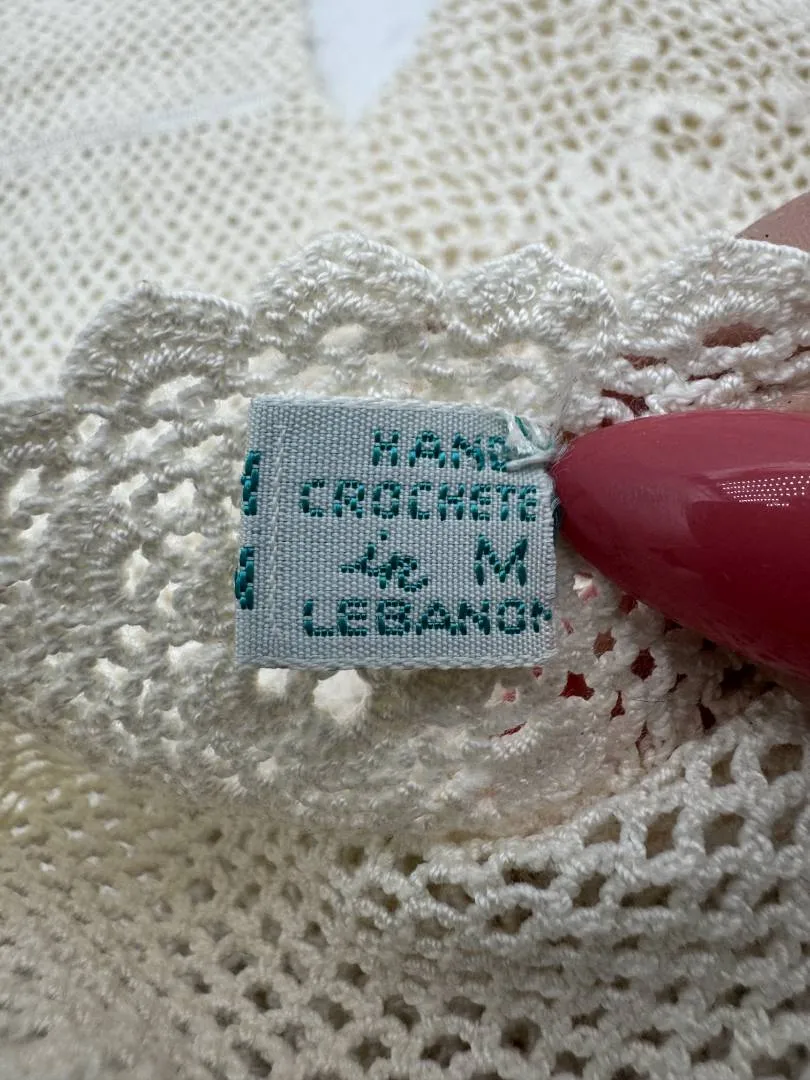 HAND
CROCHETE
in M
LEBANON